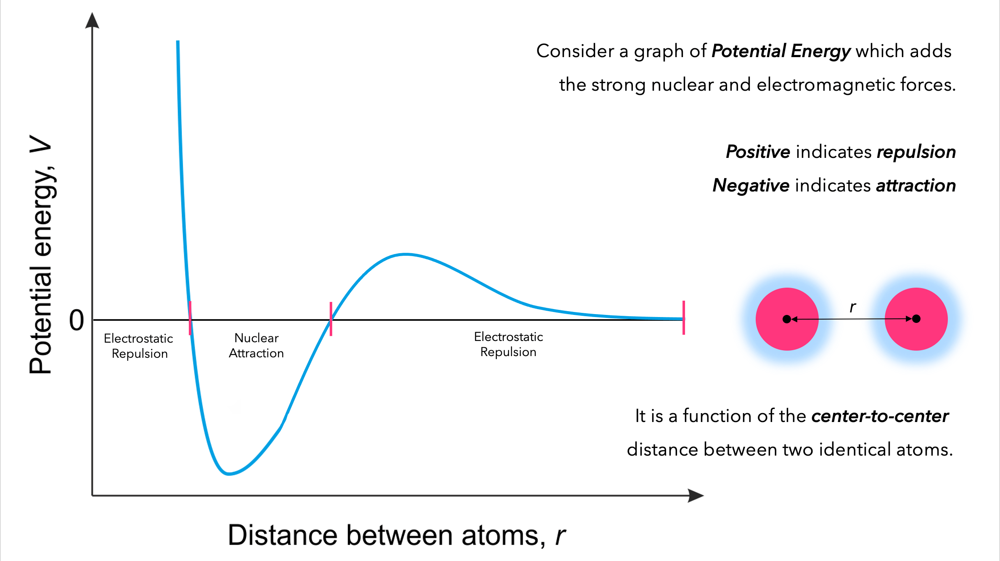 Consider a graph of Potential Energy which adds
the strong nuclear and electromagnetic forces.
Positive indicates repulsion
Negative indicates attraction
Potential energy, V
0
Electrostatic
Repulsion
Nuclear
Attraction
Electrostatic
Repulsion
r
It is a function of the center-to-center
distance between two identical atoms.
Distance between atoms, r